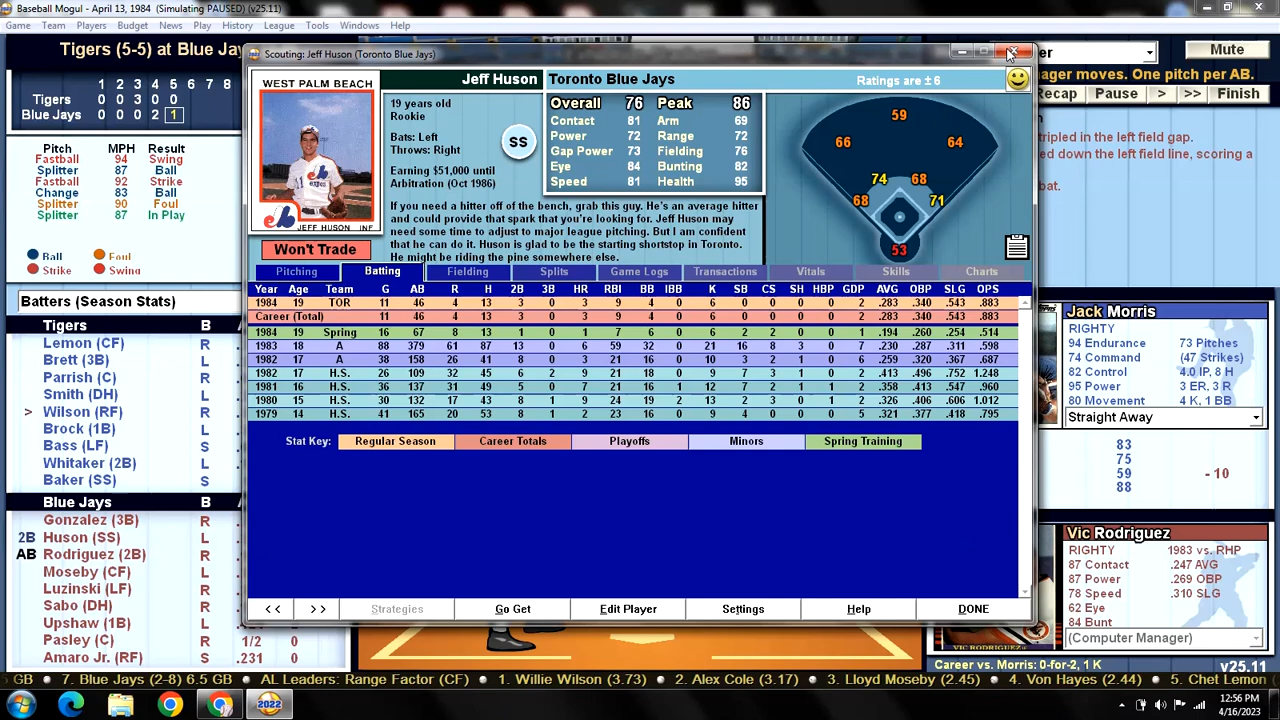 Baseball Mogul - April 13, 1984 (Simulating PAUSED) (v25.11)
Game Team Players Budget News Play History League Tools Windows Help
Tigers (5-5) at Blue Jay
1 2 3 4 5 6 7 8
Tigers 0 0 3 0 0
Blue Jays 0 0 0 2 1
Pitch MPH Result
Fastball 94 Swing
Splitter 87 Ball
Fastball 92 Strike
Change 83 Ball
Splitter 90 Foul
Splitter 87 In Play
Ball Foul
Strike Swing
Batters (Season Stats)
Tigers B
Lemon (CF) R
Brett (3B) L
Parrish (C) R
Smith (DH) L
> Wilson (RF) R
Brock (1B) L
Bass (LF) S
Whitaker (2B) L
Baker (SS) S
Blue Jays B
Gonzalez (3B) R
2B Huson (SS) L
AB Rodriguez (2B) R
Moseby (CF) L
Luzinski (LF) R
Sabo (DH) R
Upshaw (1B) L
Pasley (C) R 1/2 0
Amaro Jr. (RF) S .231 0
Scouting: Jeff Huson (Toronto Blue Jays)
WEST PALM BEACH
expos
JEFF HUSON INF
Won't Trade
Jeff Huson
19 years old
Rookie
Bats: Left
Throws: Right
Earning $51,000 until
Arbitration (Oct 1986)
SS
Toronto Blue Jays
Ratings are ± 6
Overall 76 Peak 86
Contact 81 Arm 69
Power 72 Range 72
Gap Power 73 Fielding 76
Eye 84 Bunting 82
Speed 81 Health 95
If you need a hitter off of the bench, grab this guy. He's an average hitter
and could provide that spark that you're looking for. Jeff Huson may
need some time to adjust to major league pitching. But I am confident
that he can do it. Huson is glad to be the starting shortstop in Toronto.
He might be riding the pine somewhere else.
59
66 64
74 68
68 71
53
Pitching Batting Fielding Splits Game Logs Transactions Vitals Skills Charts
Year Age Team G AB R H 2B 3B HR RBI BB IBB K SB CS SH HBP GDP AVG OBP SLG OPS
1984 19 TOR 11 46 4 13 3 0 3 9 4 0 6 0 0 0 0 2 .283 .340 .543 .883
Career (Total) 11 46 4 13 3 0 3 9 4 0 6 0 0 0 0 2 .283 .340 .543 .883
1984 19 Spring 16 67 8 13 1 0 1 7 6 0 6 2 2 0 0 2 .194 .260 .254 .514
1983 18 A 88 379 61 87 13 0 6 59 32 0 21 16 8 3 0 7 .230 .287 .311 .598
1982 17 A 38 158 26 41 8 0 3 21 16 0 10 3 2 1 0 6 .259 .320 .367 .687
1982 17 H.S. 26 109 32 45 6 2 9 21 18 0 9 7 3 1 0 2 .413 .496 .752 1.248
1981 16 H.S. 36 137 31 49 5 0 7 21 16 1 12 7 2 1 0 2 .358 .413 .547 .960
1980 15 H.S. 30 132 17 43 8 1 9 24 19 2 13 2 3 0 1 2 .326 .406 .606 1.012
1979 14 H.S. 41 165 20 53 8 1 2 23 16 0 9 4 0 0 0 5 .321 .377 .418 .795
Stat Key: Regular Season Career Totals Playoffs Minors Spring Training
<< >> Strategies Go Get Edit Player Settings Help DONE
er
Mute
nager moves. One pitch per AB.
Recap Pause > >> Finish
tripled in the left field gap.
ed down the left field line, scoring a
bat.
Jack Morris
RIGHTY
94 Endurance 73 Pitches
74 Command (47 Strikes)
82 Control 4.0 IP, 8 H
95 Power 3 ER, 3 R
80 Movement 4 K, 1 BB
Straight Away
83
75
59 - 10
88
Vic Rodriguez
RIGHTY 1983 vs. RHP
87 Contact .247 AVG
87 Power .269 OBP
78 Speed .310 SLG
62 Eye
84 Bunt
(Computer Manager)
VIC RODRIGUEZ
Career vs. Morris: 0-for-2, 1 K
v25.11
5 GB • 7. Blue Jays (2-8) 6.5 GB • AL Leaders: Range Factor (CF) • 1. Willie Wilson (3.73) • 2. Alex Cole (3.17) • 3. Lloyd Moseby (2.45) • 4. Von Hayes (2.44) • 5. Chet Lemon
2022
12:56 PM
4/16/2023